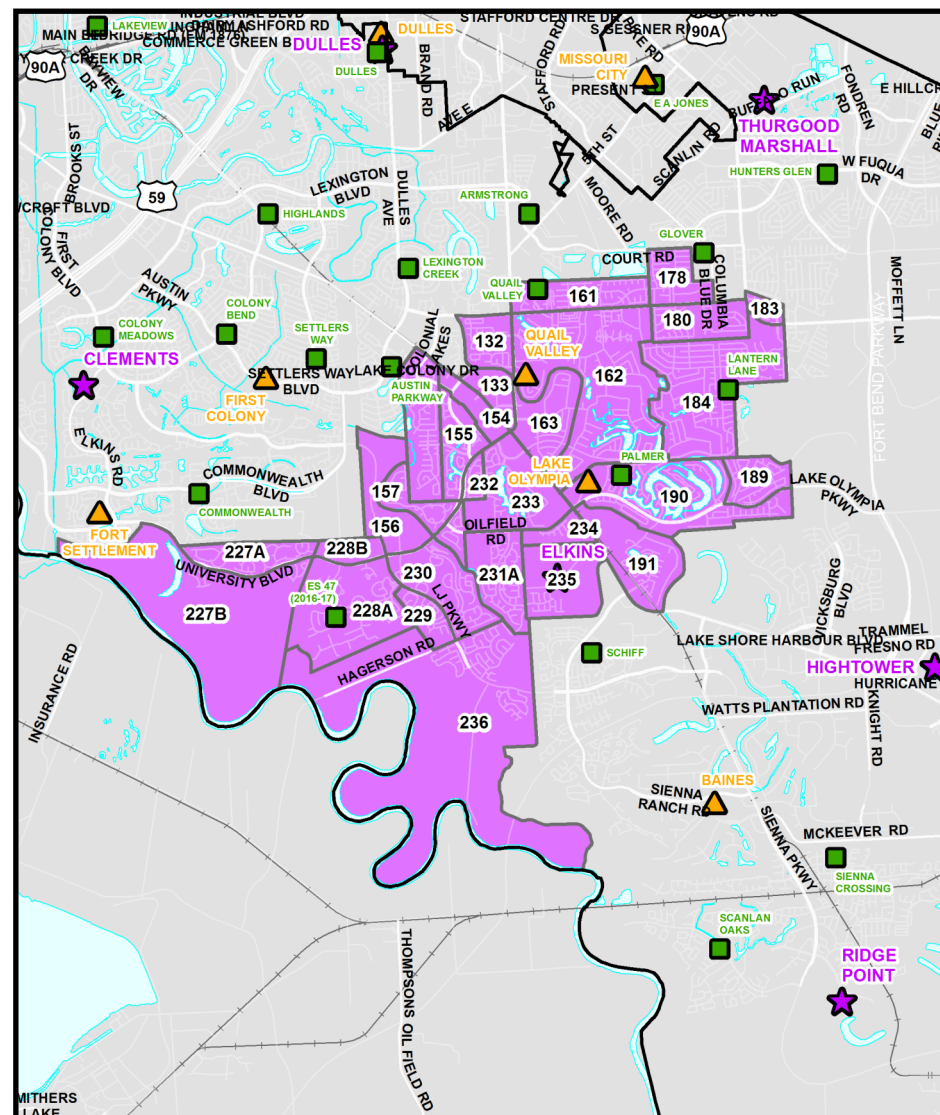 LAKEVIEW
INDUSTRIAL BLVD
DAIRY ASHFORD RD
MAIN
COMMERCE GREEN B
CREEK DR
90A
BAYVIEW
DR
DULLES
DULLES
DULLES
BRAND RD
AVE E
STAFFORD CENTRE DR
STAFFORD RD
S GESSNER R
90A
MISSOURI
CITY
PRESENT
E A JONES
5TH ST
SCANLIN RD
MOORE RD
RUN
THURGOOD
MARSHALL
FONDREN
RD
E HILLCR
BLUE
HUNTERS GLEN
W FUQUA
DR
BROOKS ST
59
LEXINGTON
BLVD
HIGHLANDS
DULLES
AVE
ARMSTRONG
CROFT BLVD
FIRST
COLONY BLVD
AUSTIN
PKWY
LEXINGTON
CREEK
GLOVER
COURT RD
COLUMBIA
BLUE DR
MOFFETT LN
FORT BEND PARKWAY
QUAIL
VALLEY
161
178
180
183
COLONY
MEADOWS
COLONY
BEND
SETTLERS
WAY
COLONIAL
LAKES
132
QUAIL
VALLEY
CLEMENTS
FIRST
COLONY
SETTLERS WAY
BLVD
LAKE COLONY DR
AUSTIN
PARKWAY
133
162
LANTERN
LANE
184
154
163
155
ELKINS RD
COMMONWEALTH
BLVD
COMMONWEALTH
157
232
233
LAKE
OLYMPIA
PALMER
190
189
LAKE OLYMPIA
PKWY
FORT
SETTLEMENT
156
OILFIELD
RD
234
227A
228B
UNIVERSITY BLVD
230
231A
ELKINS
235
191
ES 47
(2016-17)
227B
228A
229
LJ PKWY
HAGERSON RD
VICKSBURG
BLVD
LAKE SHORE HARBOUR BLVD
TRAMMEL
FRESNO RD
SCHIFF
HIGHTOWER
HURRICANE
INSURANCE RD
236
WATTS PLANTATION RD
KNIGHT RD
BAINES
SIENNA
RANCH RD
SIENNA PKWY
MCKEEVER RD
SIENNA
CROSSING
SCANLAN
OAKS
THOMPSONS OIL FIELD RD
RIDGE
POINT
MITHERS
LAKE